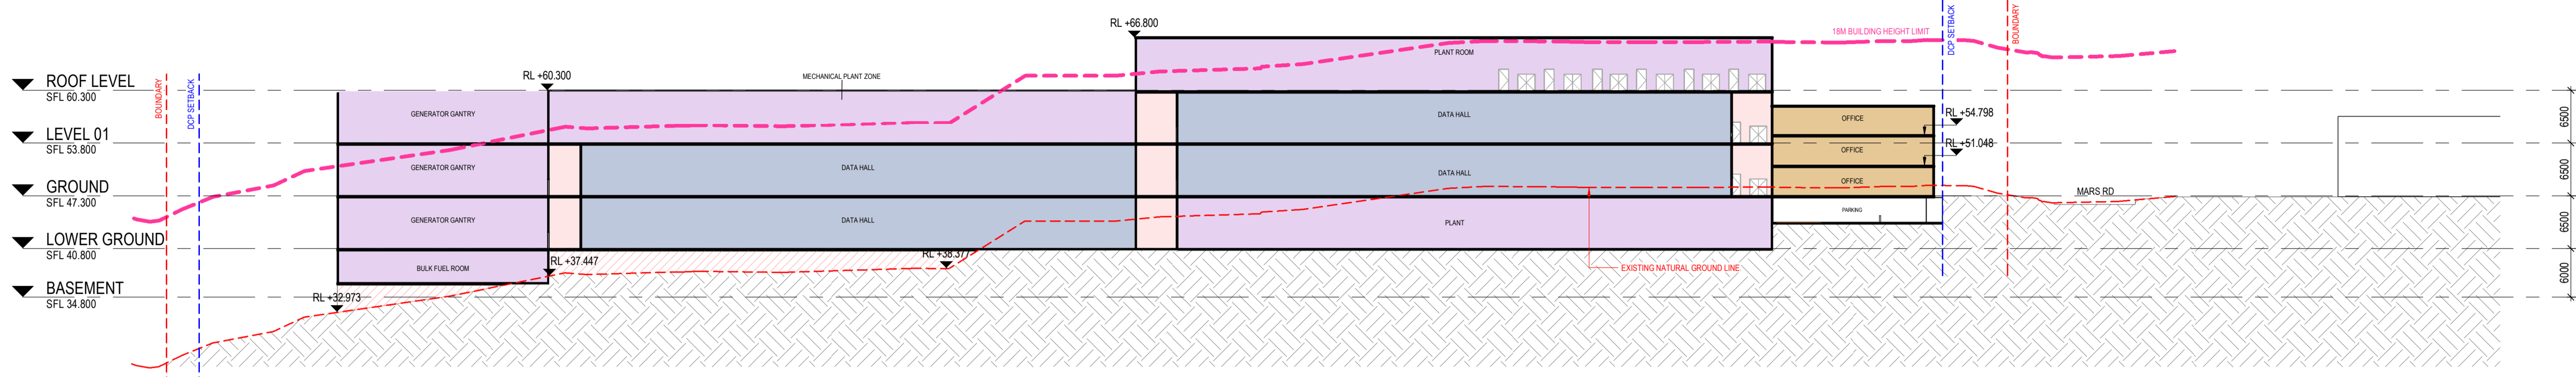 RL +66.800
18M BUILDING HEIGHT LIMIT
DCP SETBACK
BOUNDARY
PLANT ROOM
ROOF LEVEL
SFL 60.300
BOUNDARY
DCP SETBACK
RL +60.300
MECHANICAL PLANT ZONE
GENERATOR GANTRY
DATA HALL
OFFICE
RL +54.798
6500
LEVEL 01
SFL 53.800
GENERATOR GANTRY
DATA HALL
DATA HALL
OFFICE
RL +51.048
6500
GROUND
SFL 47.300
OFFICE
MARS RD
GENERATOR GANTRY
DATA HALL
PLANT
PARKING
6500
LOWER GROUND
SFL 40.800
BULK FUEL ROOM
RL +37.447
RL +38.377
EXISTING NATURAL GROUND LINE
6000
BASEMENT
SFL 34.800
RL +32.973